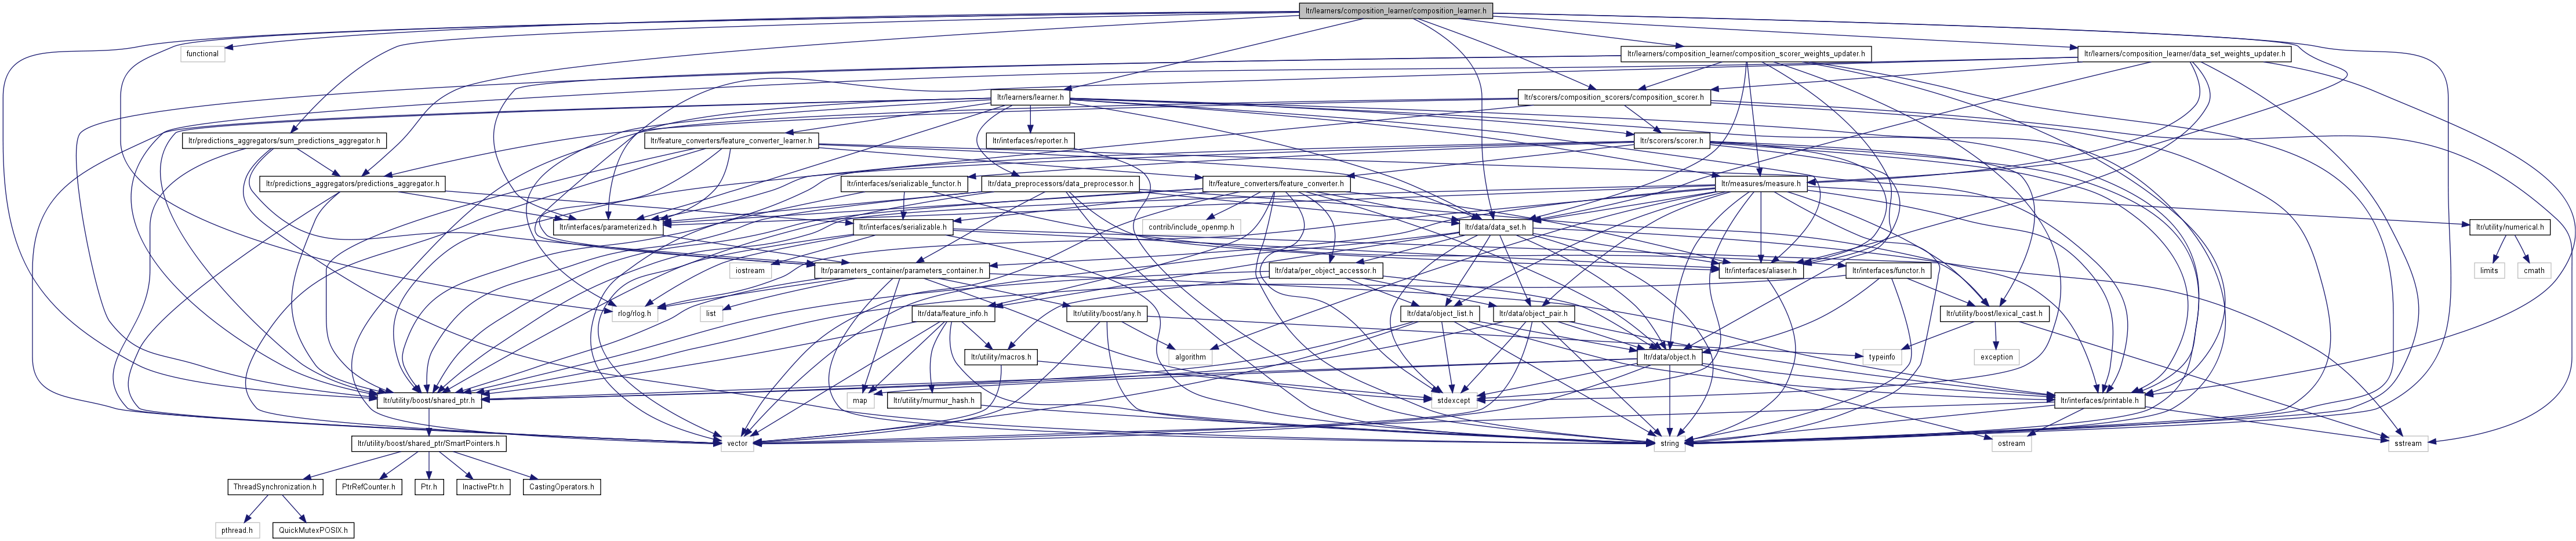 ltr/learners/composition_learner/composition_learner.h
functional
ltr/learners/composition_learner/composition_scorer_weights_updater.h
ltr/learners/composition_learner/data_set_weights_updater.h
ltr/learners/learner.h
ltr/scorers/composition_scorers/composition_scorer.h
ltr/predictions_aggregators/sum_predictions_aggregator.h
ltr/feature_converters/feature_converter_learner.h
ltr/interfaces/reporter.h
ltr/scorers/scorer.h
ltr/predictions_aggregators/predictions_aggregator.h
ltr/interfaces/serializable_functor.h
ltr/data_preprocessors/data_preprocessor.h
ltr/feature_converters/feature_converter.h
ltr/measures/measure.h
ltr/interfaces/parameterized.h
ltr/interfaces/serializable.h
contrib/include_openmp.h
ltr/data/data_set.h
ltr/utility/numerical.h
iostream
ltr/parameters_container/parameters_container.h
ltr/data/per_object_accessor.h
ltr/interfaces/aliaser.h
ltr/interfaces/functor.h
limits
cmath
rlog/rlog.h
list
ltr/data/feature_info.h
ltr/utility/boost/any.h
ltr/data/object_list.h
ltr/data/object_pair.h
ltr/utility/boost/lexical_cast.h
ltr/utility/macros.h
algorithm
ltr/data/object.h
typeinfo
exception
ltr/utility/boost/shared_ptr.h
map
ltr/utility/murmur_hash.h
stdexcept
ltr/interfaces/printable.h
ltr/utility/boost/shared_ptr/SmartPointers.h
vector
string
ostream
sstream
ThreadSynchronization.h
PtrRefCounter.h
Ptr.h
InactivePtr.h
CastingOperators.h
pthread.h
QuickMutexPOSIX.h